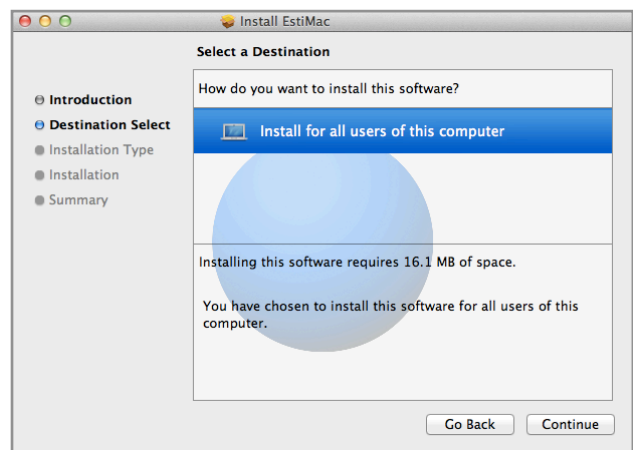 Install EstiMac
Select a Destination
How do you want to install this software?
Introduction
Destination Select
Installation Type
Installation
Summary
Install for all users of this computer
Installing this software requires 16.1 MB of space.
You have chosen to install this software for all users of this
computer.
Go Back
Continue